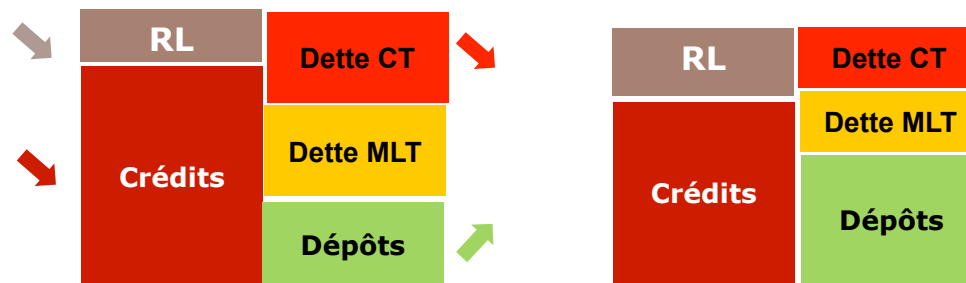 RL
Dette CT
Crédits
Dette MLT
Dépôts
RL
Dette CT
Dette MLT
Crédits
Dépôts